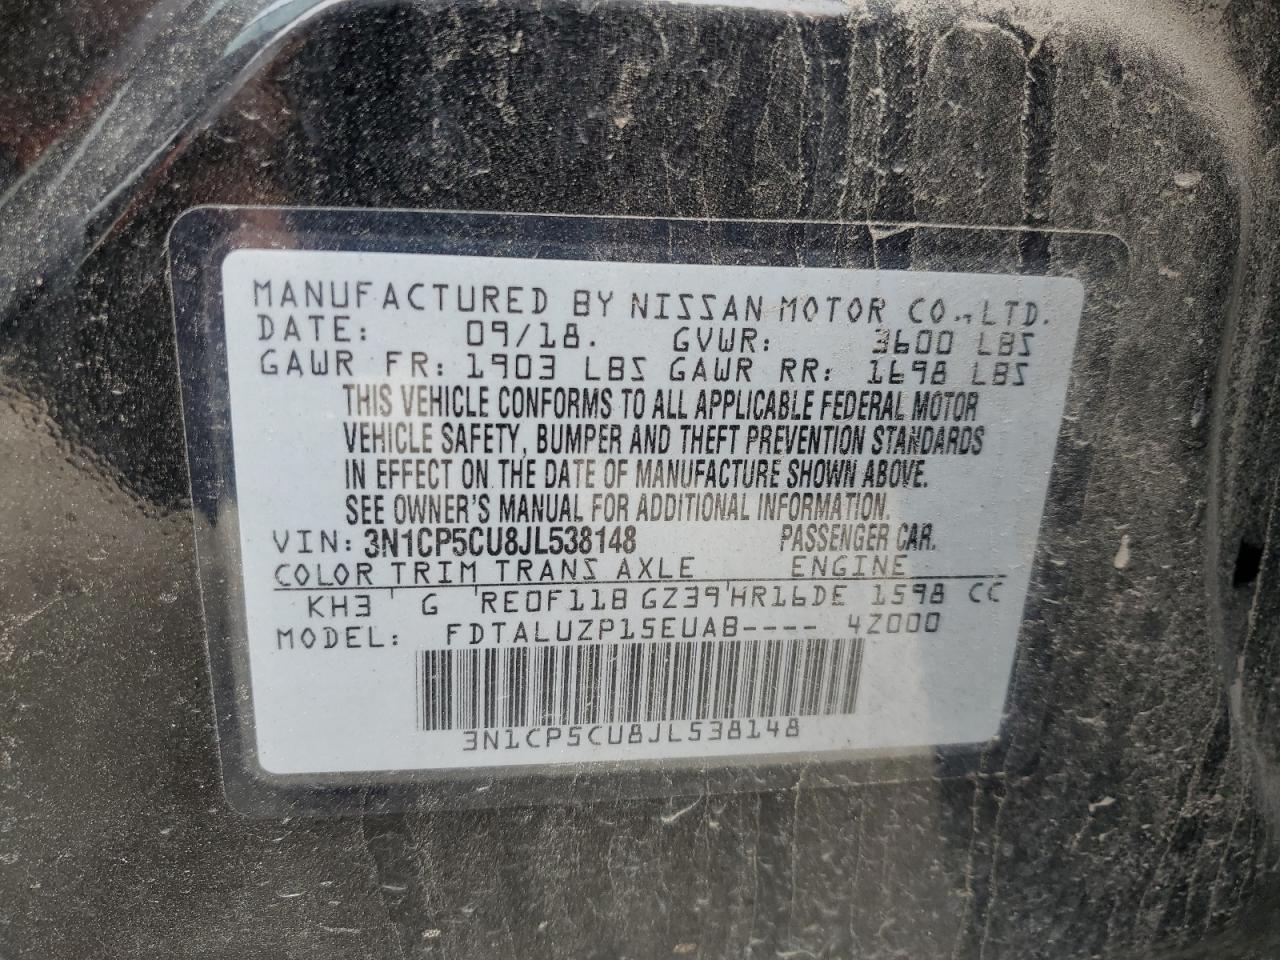 MANUFACTURED BY NISSAN MOTOR CO., LTD.
DATE: 09/18. GVWR: 3600 LBS
GAWR FR: 1903 LBS GAWR RR: 1698 LBS
THIS VEHICLE CONFORMS TO ALL APPLICABLE FEDERAL MOTOR
VEHICLE SAFETY, BUMPER AND THEFT PREVENTION STANDARDS
IN EFFECT ON THE DATE OF MANUFACTURE SHOWN ABOVE.
SEE OWNER'S MANUAL FOR ADDITIONAL INFORMATION.
VIN: 3N1CP5CU8JL538148 PASSENGER CAR.
COLOR TRIM TRANS AXLE ENGINE
KH3 ' G RE0F11B GZ39'HR16DE 1598 CC
MODEL: FDTALUZP15EUAB---- 4Z000
3N1CP5CU8JL538148